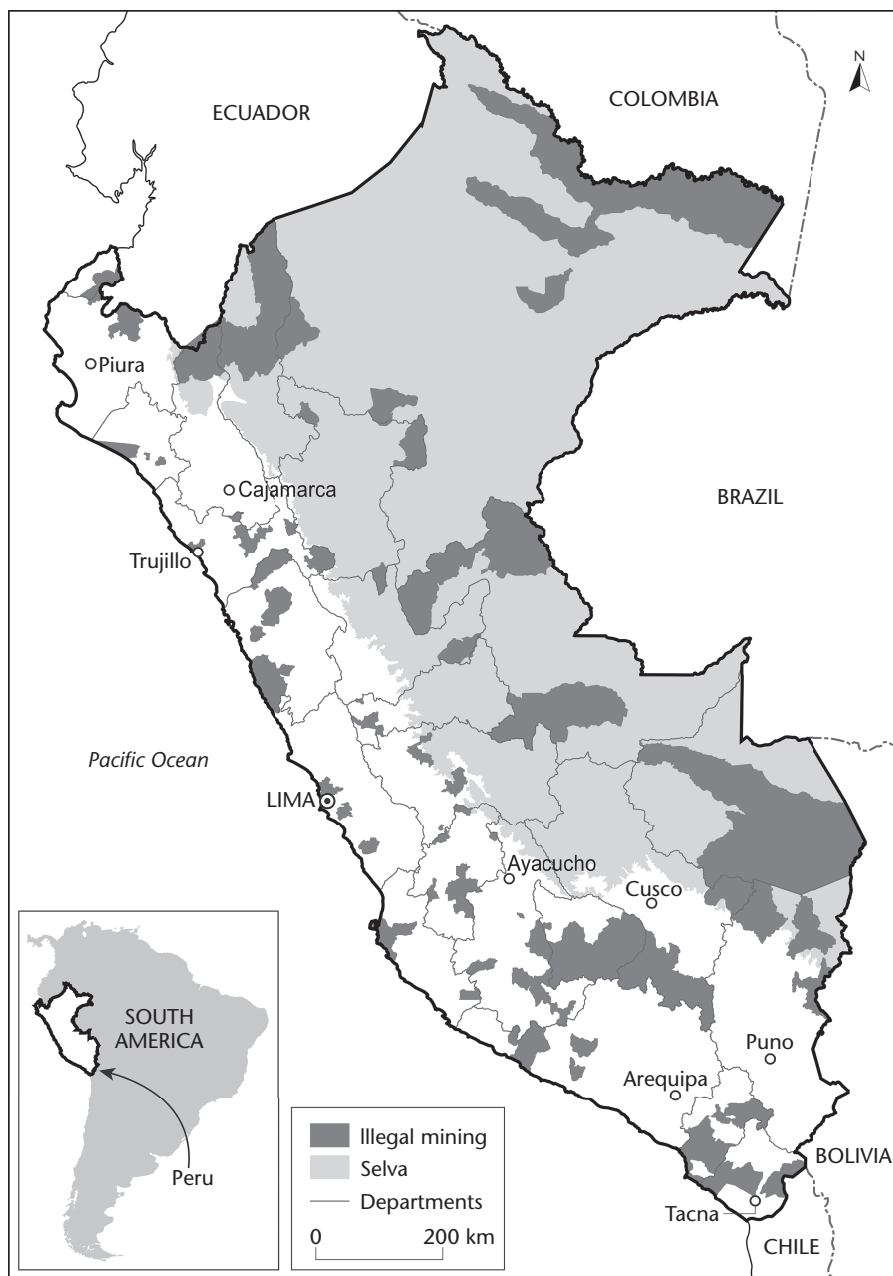 N
ECUADOR
COLOMBIA
Piura
Cajamarca
BRAZIL
Trujillo
Pacific Ocean
LIMA
Ayacucho
Cusco
SOUTH
AMERICA
Peru
Puno
Arequipa
Illegal mining
Selva
Departments
0 200 km
BOLIVIA
Tacna
CHILE